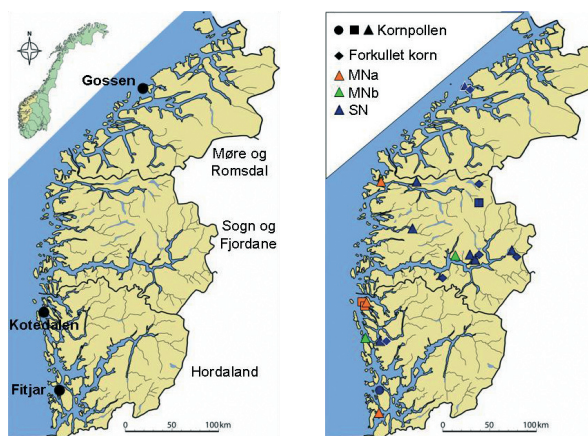 N
Gossen
Møre og
Romsdal
Sogn og
Fjordane
Kotedalen
Hordaland
Fitjar
0 50 100km
Kornpollen
Forkullet korn
MNa
MNb
SN
0 50 100km